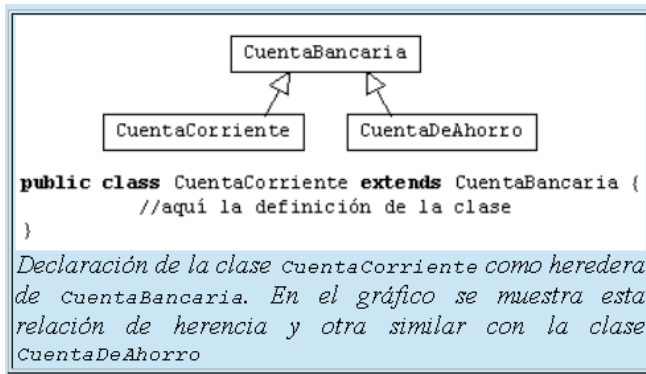 CuentaBancaria
CuentaCorriente CuentaDeAhorro
public class CuentaCorriente extends CuentaBancaria {
//aquí la definición de la clase
}
Declaración de la clase CuentaCorriente como heredera
de CuentaBancaria. En el gráfico se muestra esta
relación de herencia y otra similar con la clase
CuentaDeAhorro